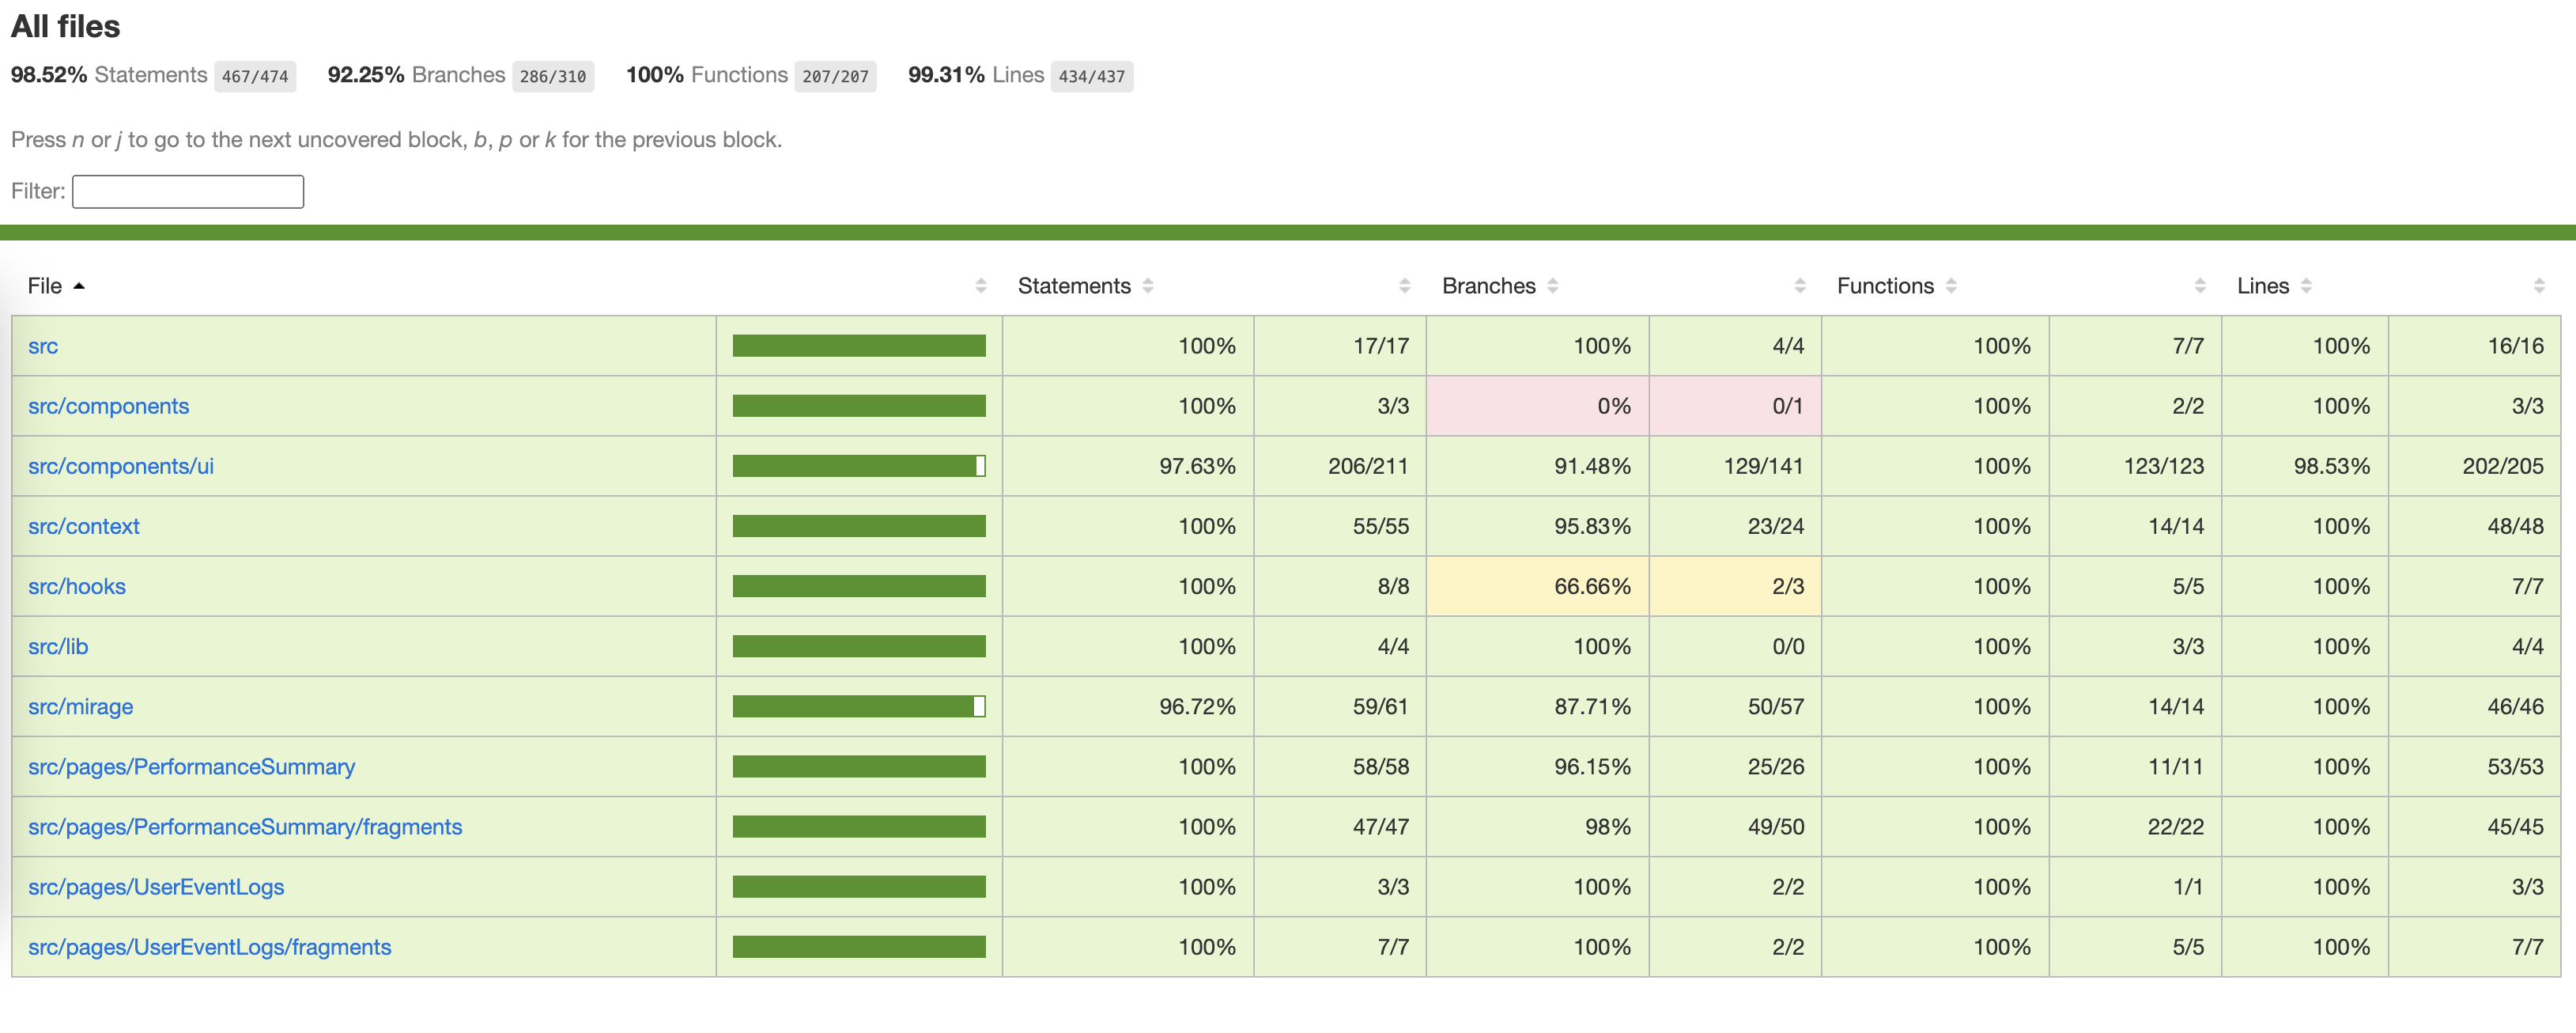 All files
98.52% Statements 467/474 92.25% Branches 286/310 100% Functions 207/207 99.31% Lines 434/437
Press n or j to go to the next uncovered block, b, p or k for the previous block.
Filter:
File Statements Branches Functions Lines
src 100% 17/17 100% 4/4 100% 7/7 100% 16/16
src/components 100% 3/3 0% 0/1 100% 2/2 100% 3/3
src/components/ui 97.63% 206/211 91.48% 129/141 100% 123/123 98.53% 202/205
src/context 100% 55/55 95.83% 23/24 100% 14/14 100% 48/48
src/hooks 100% 8/8 66.66% 2/3 100% 5/5 100% 7/7
src/lib 100% 4/4 100% 0/0 100% 3/3 100% 4/4
src/mirage 96.72% 59/61 87.71% 50/57 100% 14/14 100% 46/46
src/pages/PerformanceSummary 100% 58/58 96.15% 25/26 100% 11/11 100% 53/53
src/pages/PerformanceSummary/fragments 100% 47/47 98% 49/50 100% 22/22 100% 45/45
src/pages/UserEventLogs 100% 3/3 100% 2/2 100% 1/1 100% 3/3
src/pages/UserEventLogs/fragments 100% 7/7 100% 2/2 100% 5/5 100% 7/7